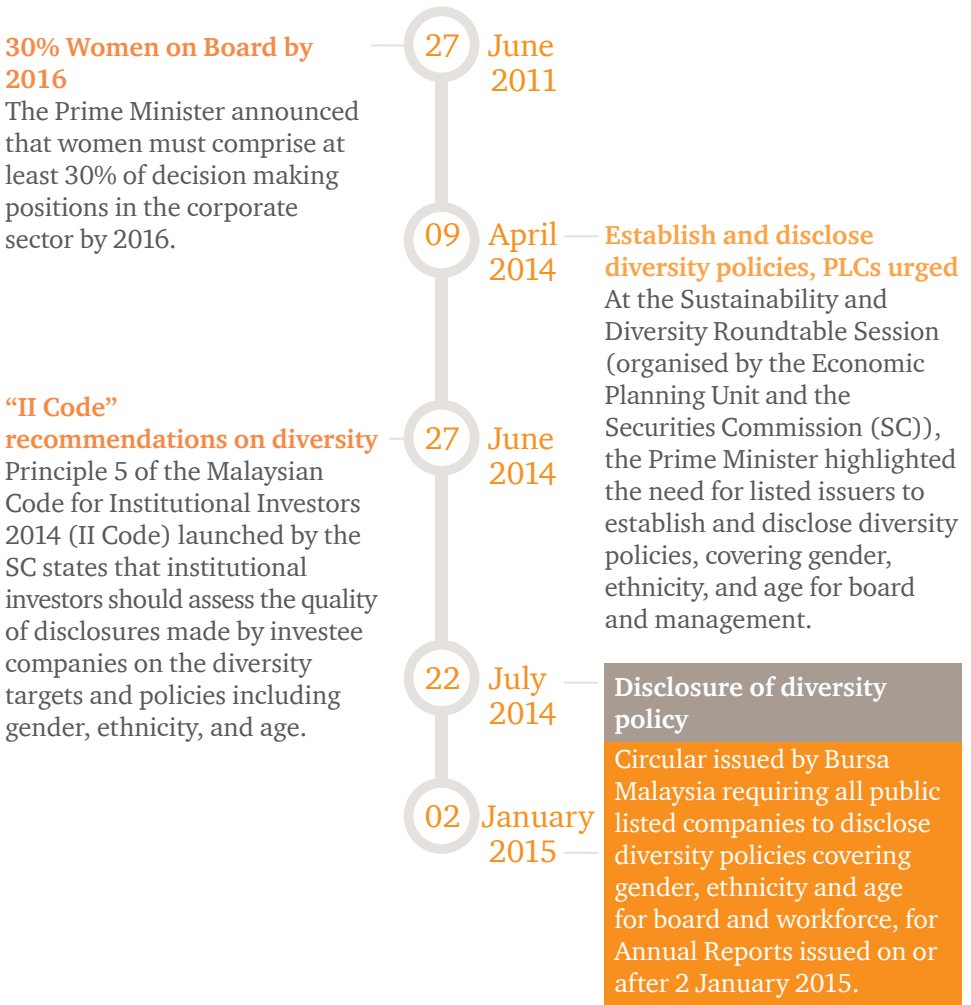 30% Women on Board by
2016
The Prime Minister announced
that women must comprise at
least 30% of decision making
positions in the corporate
sector by 2016.
27 June
2011
09 April
2014
Establish and disclose
diversity policies, PLCs urged
At the Sustainability and
Diversity Roundtable Session
(organised by the Economic
Planning Unit and the
Securities Commission (SC)),
the Prime Minister highlighted
the need for listed issuers to
establish and disclose diversity
policies, covering gender,
ethnicity, and age for board
and management.
“II Code”
recommendations on diversity
Principle 5 of the Malaysian
Code for Institutional Investors
2014 (II Code) launched by the
SC states that institutional
investors should assess the quality
of disclosures made by investee
companies on the diversity
targets and policies including
gender, ethnicity, and age.
27 June
2014
22 July
2014
02 January
2015
Disclosure of diversity
policy
Circular issued by Bursa
Malaysia requiring all public
listed companies to disclose
diversity policies covering
gender, ethnicity and age
for board and workforce, for
Annual Reports issued on or
after 2 January 2015.